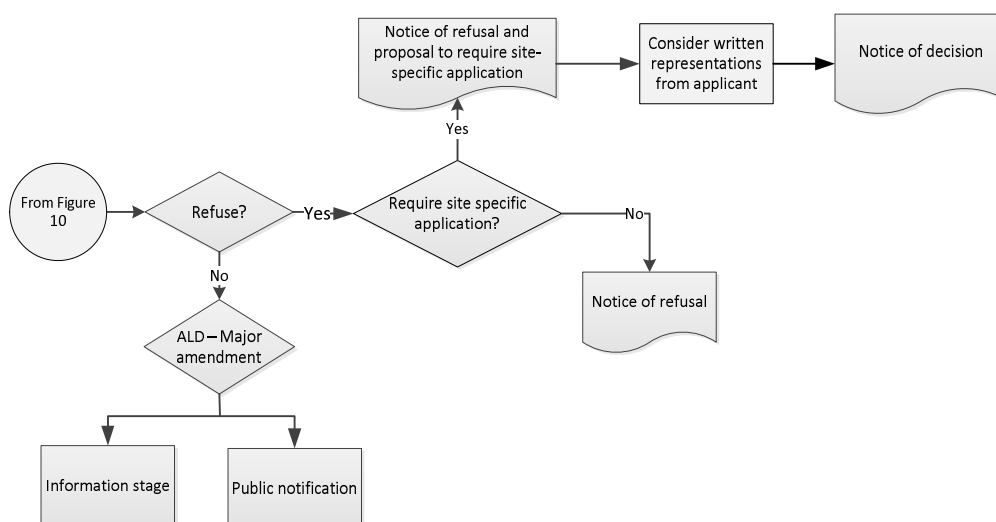 Notice of refusal and
proposal to require site-
specific application
Consider written
representations
from applicant
Notice of decision
Yes
From Figure
10
Refuse?
Yes
Require site specific
application?
No
No
Notice of refusal
ALD – Major
amendment
Information stage
Public notification